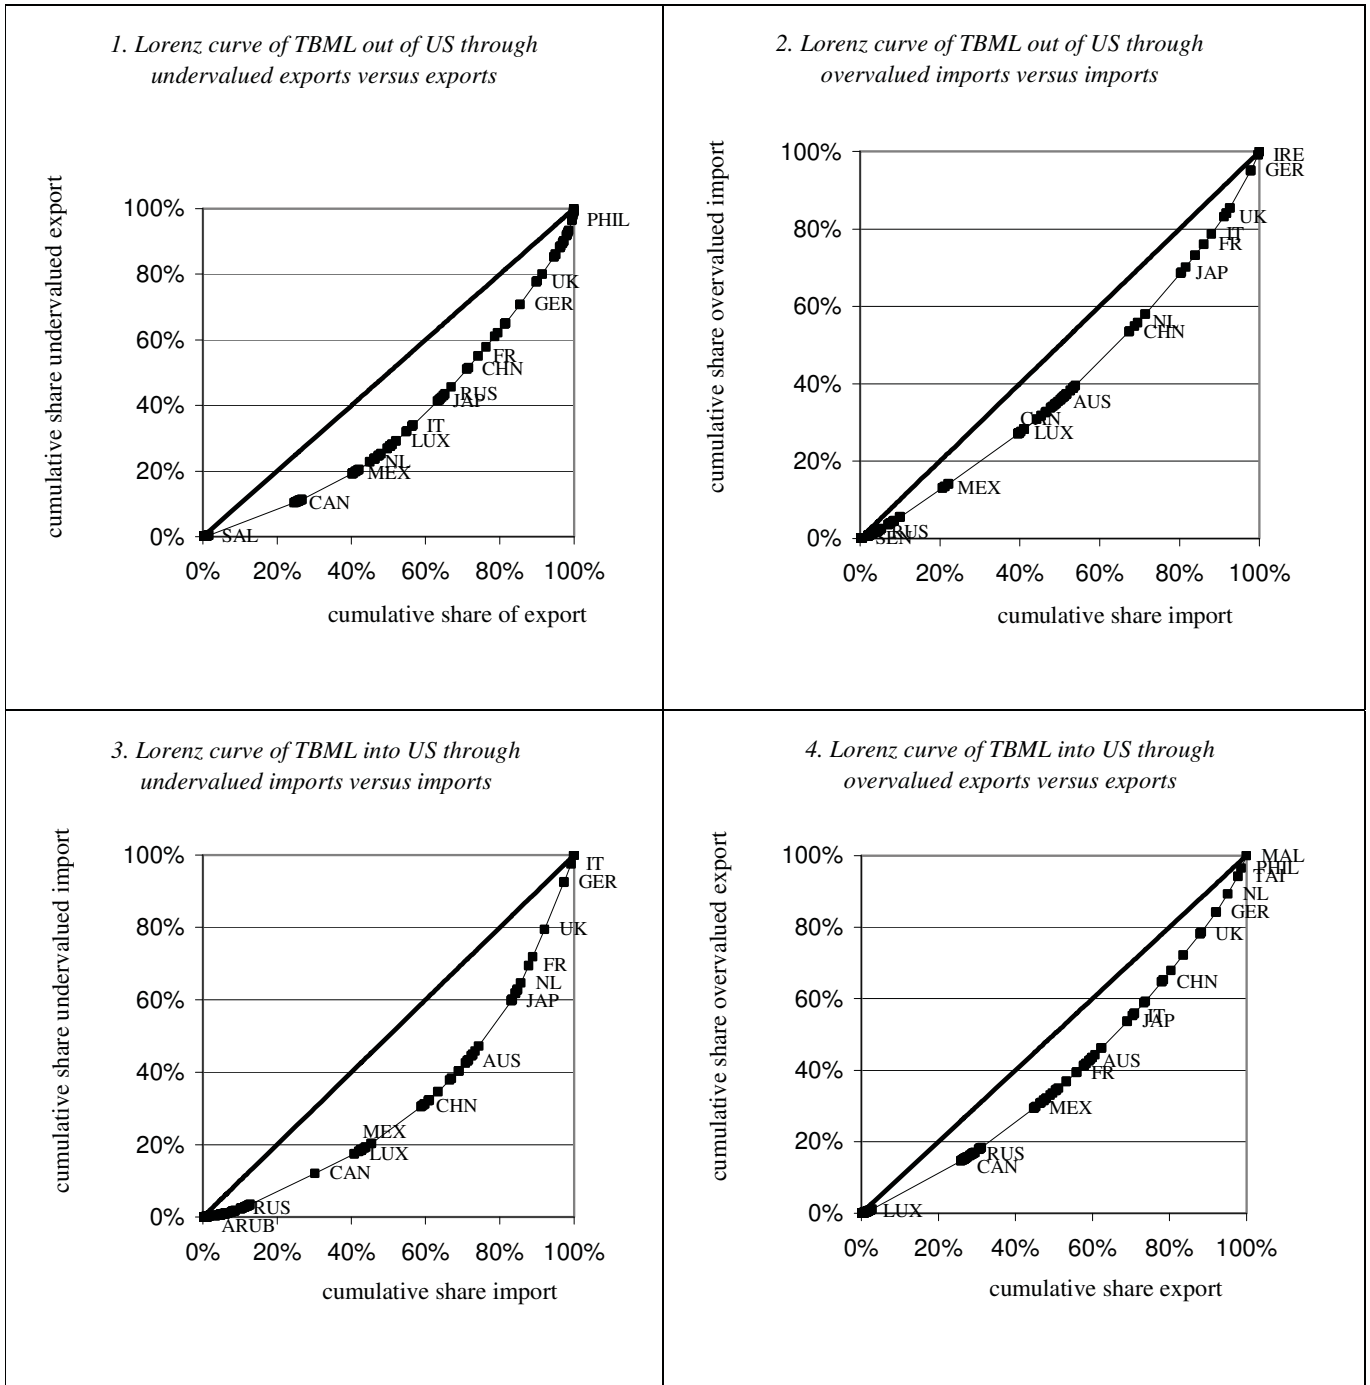 1. Lorenz curve of TBML out of US through
undervalued exports versus exports
cumulative share undervalued export
100%
80%
60%
40%
20%
0%
PHIL
UK
GER
FR
CHN
RUS
JAP
IT
LUX
NL
MEX
CAN
SAL
0% 20% 40% 60% 80% 100%
cumulative share of export
2. Lorenz curve of TBML out of US through
overvalued imports versus imports
cumulative share overvalued import
100%
80%
60%
40%
20%
0%
IRE
GER
UK
IT
FR
JAP
NL
CHN
AUS
CAN
LUX
MEX
RUS
SEN
0% 20% 40% 60% 80% 100%
cumulative share import
3. Lorenz curve of TBML into US through
undervalued imports versus imports
cumulative share undervalued import
100%
80%
60%
40%
20%
0%
IT
GER
UK
FR
NL
JAP
AUS
CHN
MEX
LUX
CAN
RUS
ARUB
0% 20% 40% 60% 80% 100%
cumulative share import
4. Lorenz curve of TBML into US through
overvalued exports versus exports
cumulative share overvalued export
100%
80%
60%
40%
20%
0%
MAL
PHIL
TAI
NL
GER
UK
CHN
IT
JAP
AUS
FR
MEX
RUS
CAN
LUX
0% 20% 40% 60% 80% 100%
cumulative share export